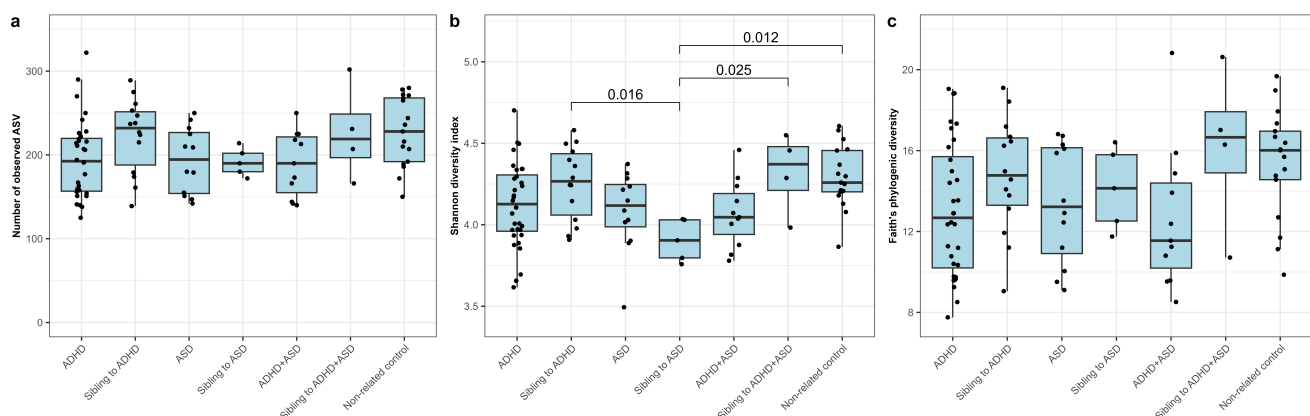 a
Number of observed ASV
300
200
100
0
ADHD
Sibling to ADHD
ASD
Sibling to ASD
ADHD+ASD
Sibling to ADHD+ASD
Non-related control
b
Shannon diversity index
5.0
4.5
4.0
3.5
0.012
0.025
0.016
ADHD
Sibling to ADHD
ASD
Sibling to ASD
ADHD+ASD
Sibling to ADHD+ASD
Non-related control
c
Faith's phylogenic diversity
20
16
12
8
ADHD
Sibling to ADHD
ASD
Sibling to ASD
ADHD+ASD
Sibling to ADHD+ASD
Non-related control